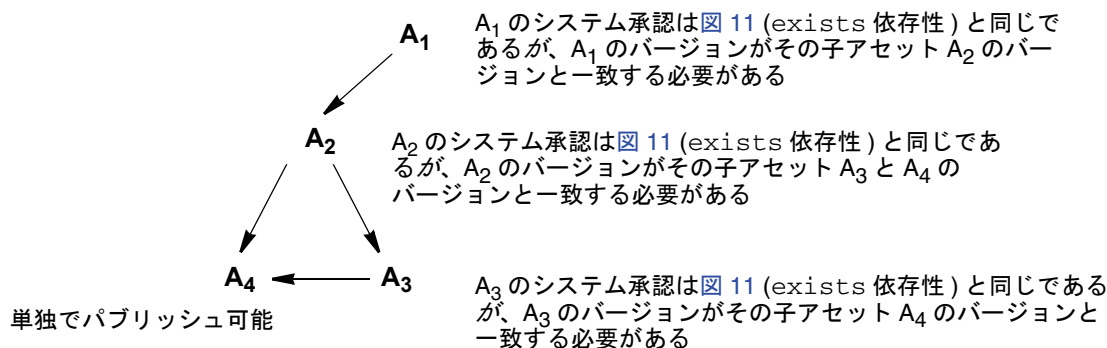 A1
A1 のシステム承認は図 11 (exists 依存性 ) と同じで
あるが、A1 のバージョンがその子アセット A2 のバー
ジョンと一致する必要がある
A2
A2 のシステム承認は図 11 (exists 依存性 ) と同じであ
るが、A2 のバージョンがその子アセット A3 と A4 の
バージョンと一致する必要がある
A4
A3
単独でパブリッシュ可能
A3 のシステム承認は図 11 (exists 依存性 ) と同じである
が、A3 のバージョンがその子アセット A4 のバージョンと
一致する必要がある